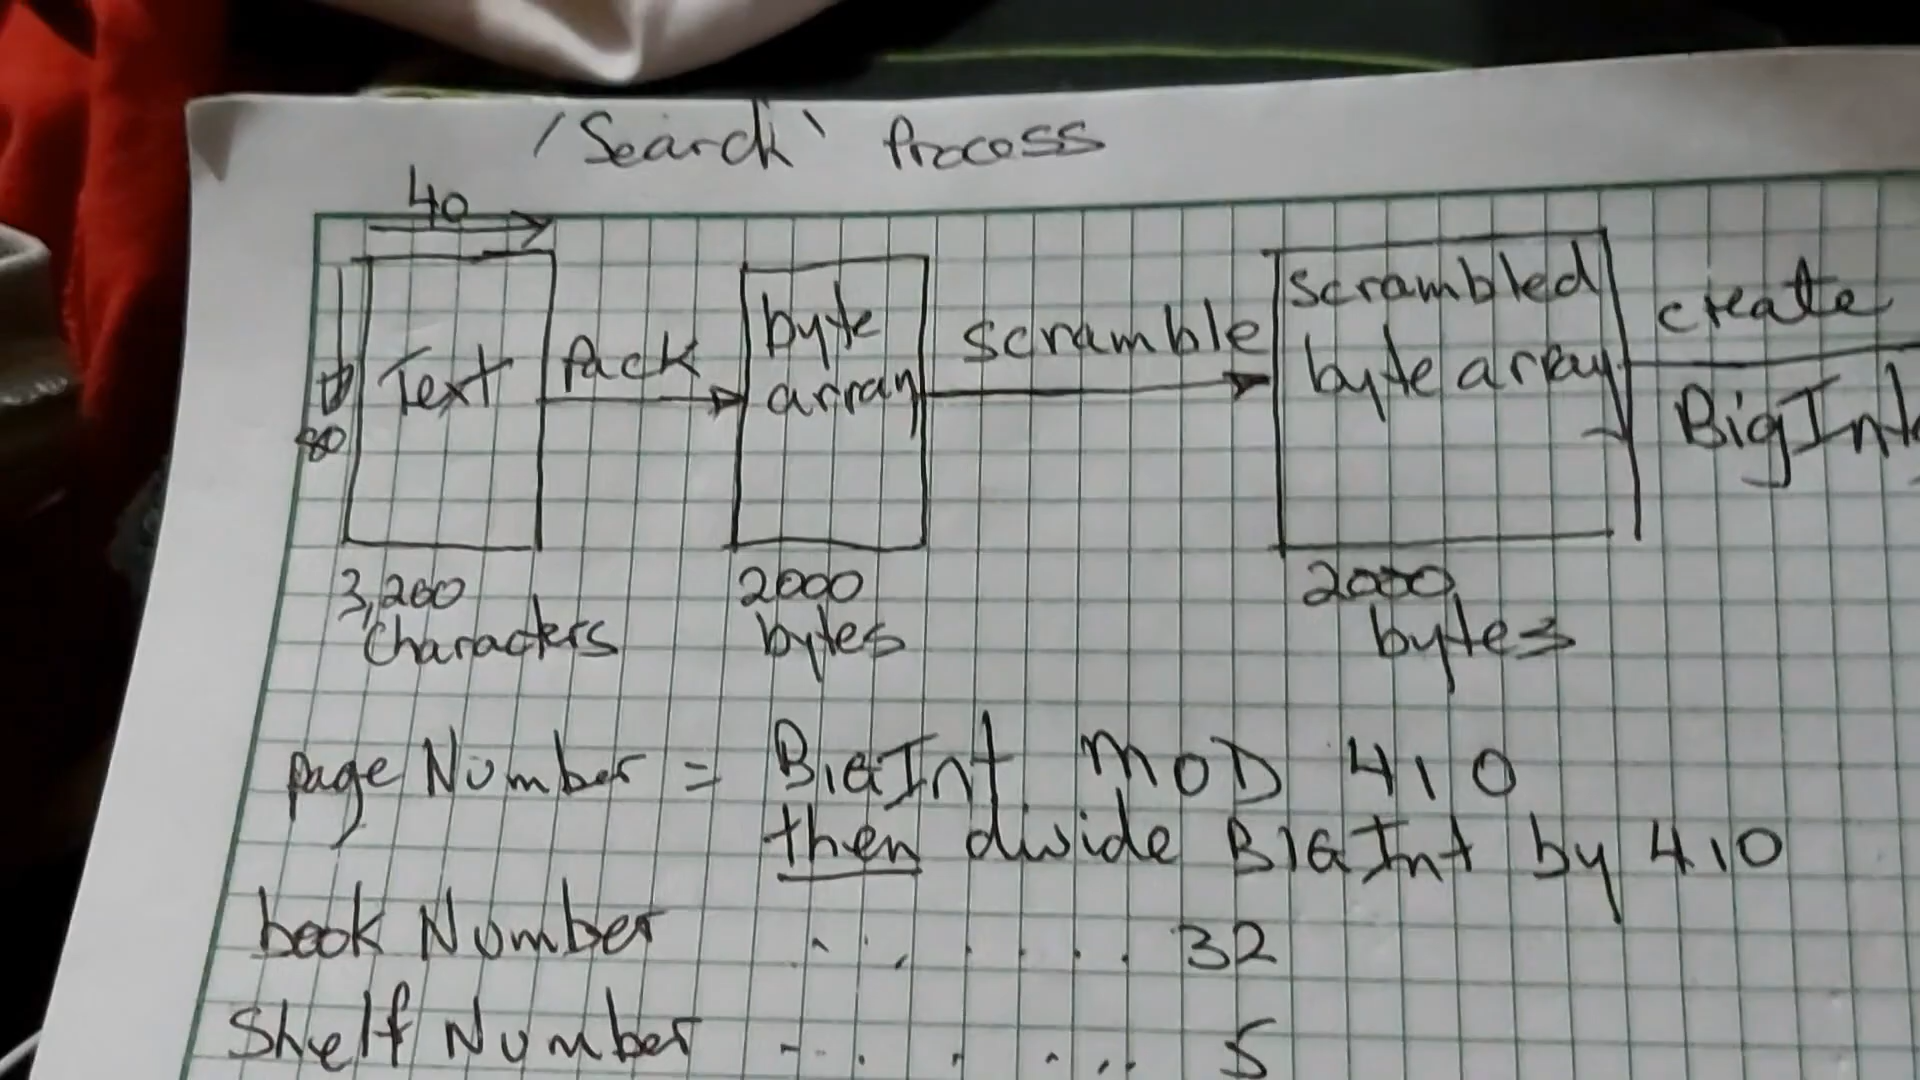 'Search' Process
40
80
Text
Pack
byte
array
scramble
scrambled
byte array
create
BigInt
3,200
Characters
2000
bytes
2000
bytes
page Number = BIGInt MOD 410
then divide BIGInt by 410
book Number . . . . . . 32
Shelf Number . . . . . . 5